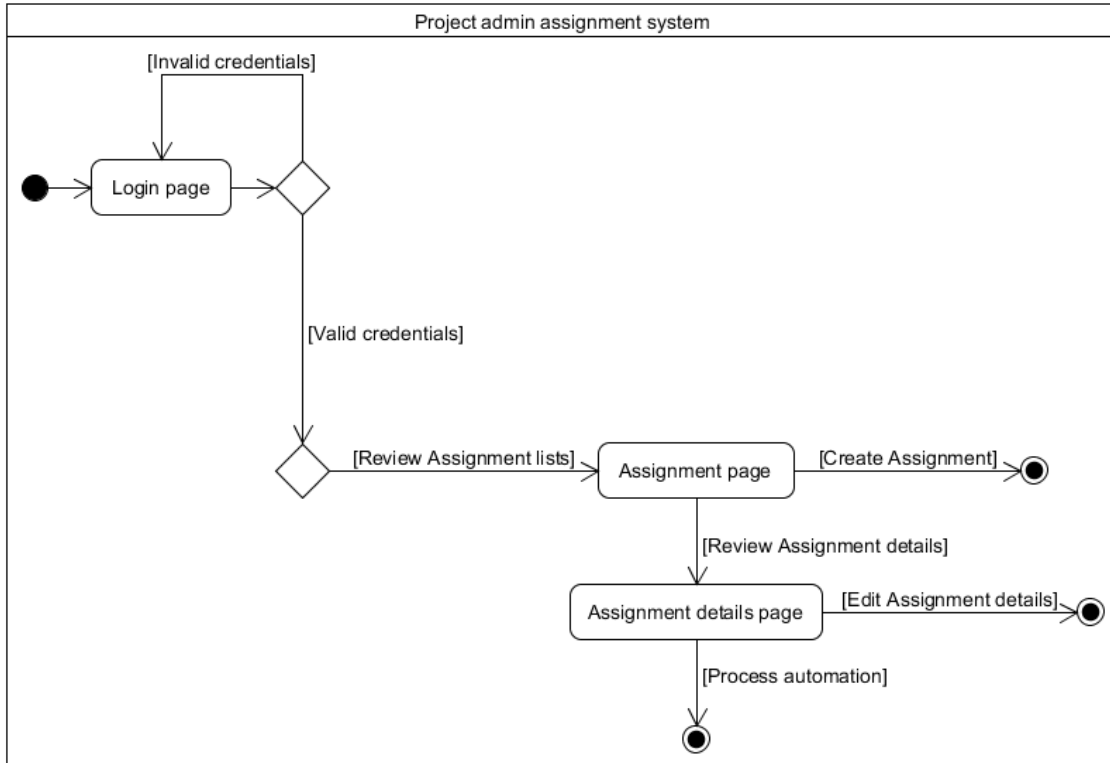 Project admin assignment system
[Invalid credentials]
Login page
[Valid credentials]
[Review Assignment lists]
Assignment page
[Create Assignment]
[Review Assignment details]
Assignment details page
[Edit Assignment details]
[Process automation]